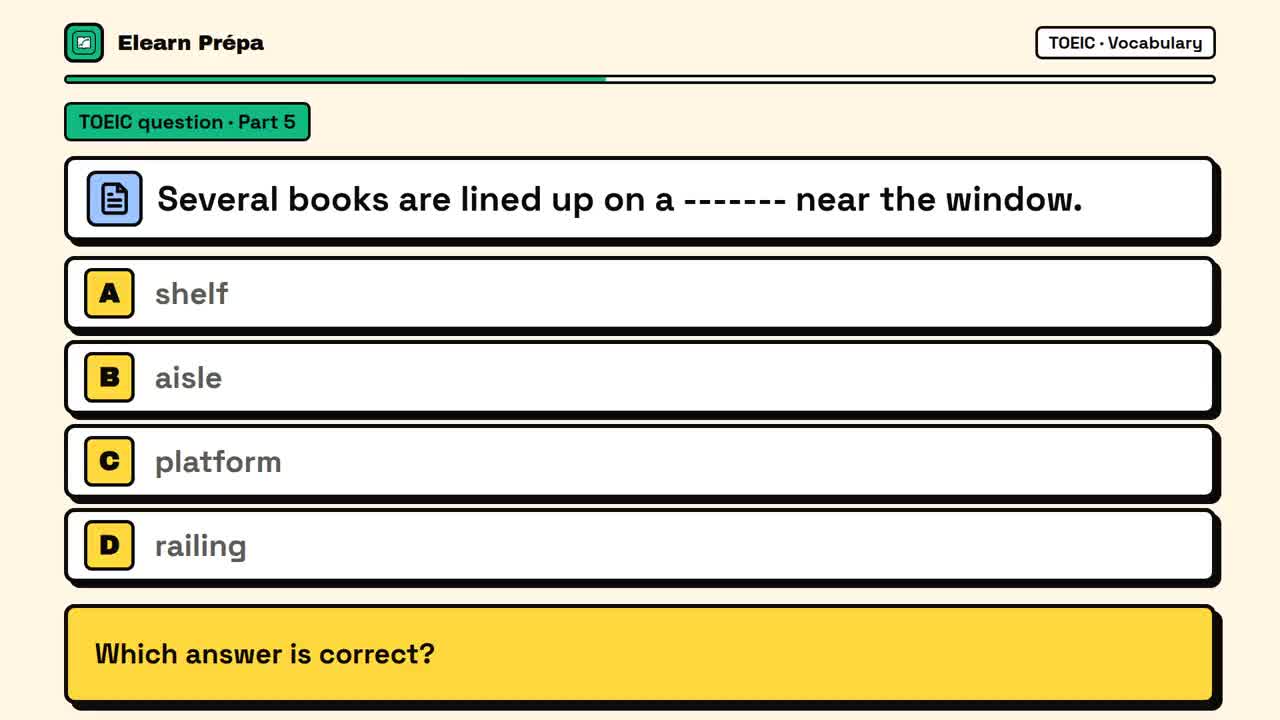 Elearn Prépa
TOEIC · Vocabulary
TOEIC question · Part 5
Several books are lined up on a ------- near the window.
A shelf
B aisle
C platform
D railing
Which answer is correct?